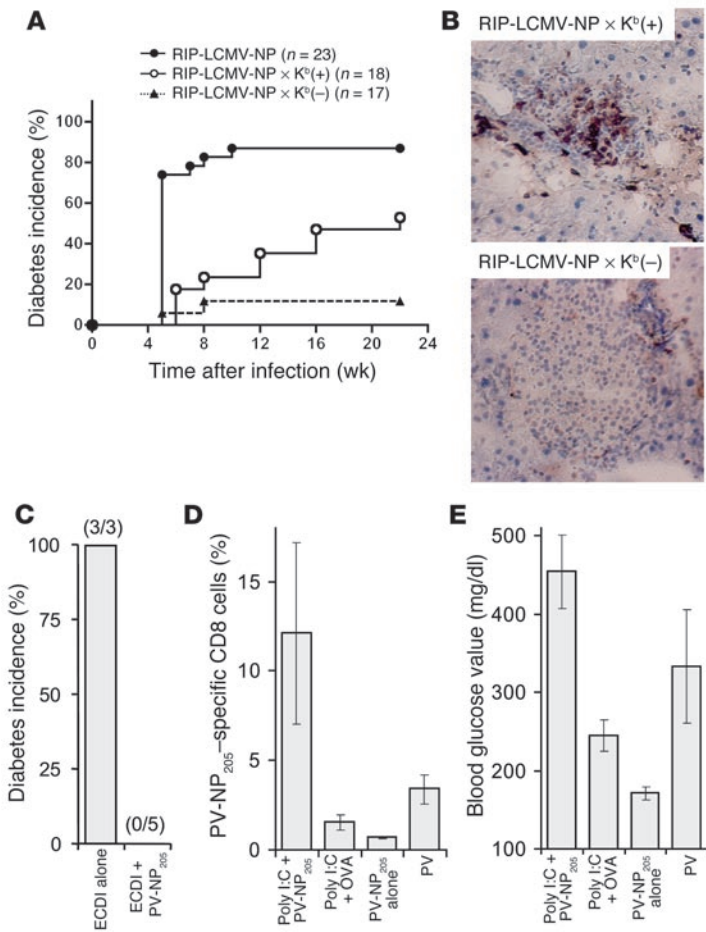 A
RIP-LCMV-NP (n = 23)
RIP-LCMV-NP × Kᵇ(+) (n = 18)
RIP-LCMV-NP × Kᵇ(–) (n = 17)
Diabetes incidence (%)
100
80
60
40
20
0
0 4 8 12 16 20 24
Time after infection (wk)
B
RIP-LCMV-NP × Kᵇ(+)
RIP-LCMV-NP × Kᵇ(–)
C
(3/3)
Diabetes incidence (%)
100
75
50
25
0
(0/5)
ECDI alone
ECDI +
PV-NP₂₀₅
D
PV-NP₂₀₅–specific CD8 cells (%)
15
10
5
0
Poly I:C +
PV-NP₂₀₅
Poly I:C
+ OVA
PV-NP₂₀₅
alone
PV
E
Blood glucose value (mg/dl)
500
400
300
200
100
Poly I:C +
PV-NP₂₀₅
Poly I:C
+ OVA
PV-NP₂₀₅
alone
PV